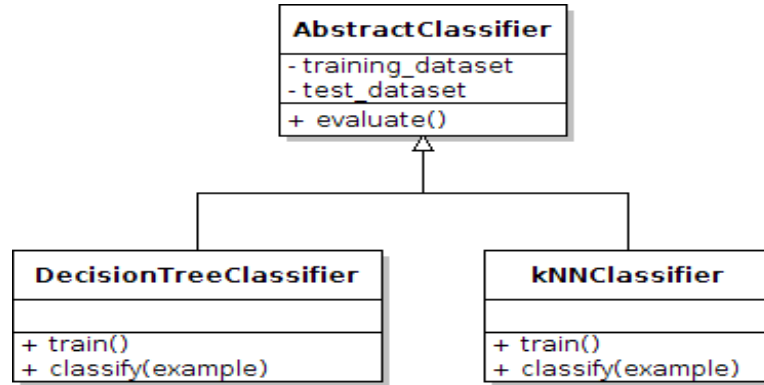 AbstractClassifier
- training_dataset
- test_dataset
+ evaluate()
DecisionTreeClassifier
+ train()
+ classify(example)
kNNClassifier
+ train()
+ classify(example)